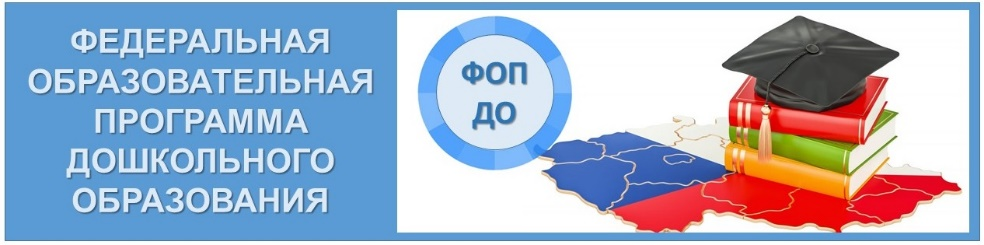 ФЕДЕРАЛЬНАЯ
ОБРАЗОВАТЕЛЬНАЯ
ПРОГРАММА
ДОШКОЛЬНОГО
ОБРАЗОВАНИЯ
ФОП
ДО